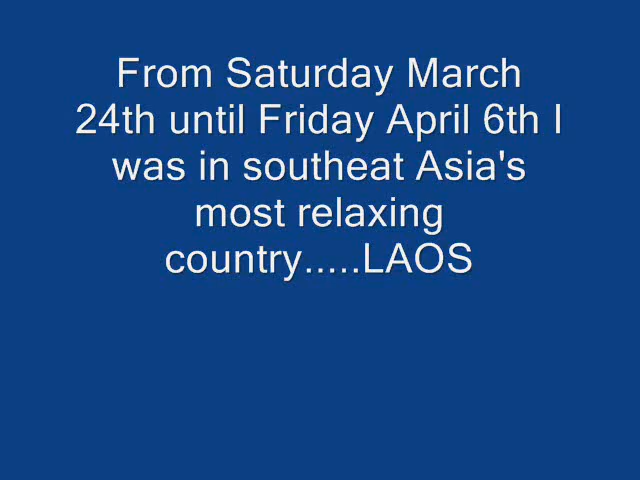 From Saturday March
24th until Friday April 6th I
was in southeat Asia's
most relaxing
country.....LAOS